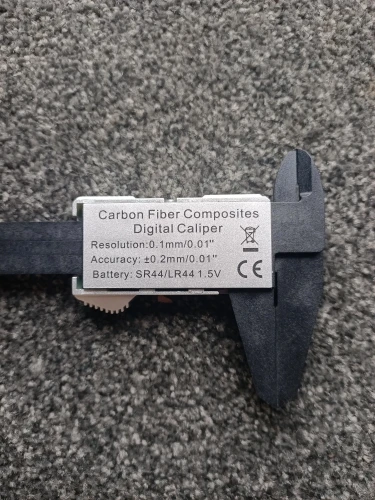 Carbon Fiber Composites
Digital Caliper
Resolution:0.1mm/0.01"
Accuracy: ±0.2mm/0.01"
Battery: SR44/LR44 1.5V
CE